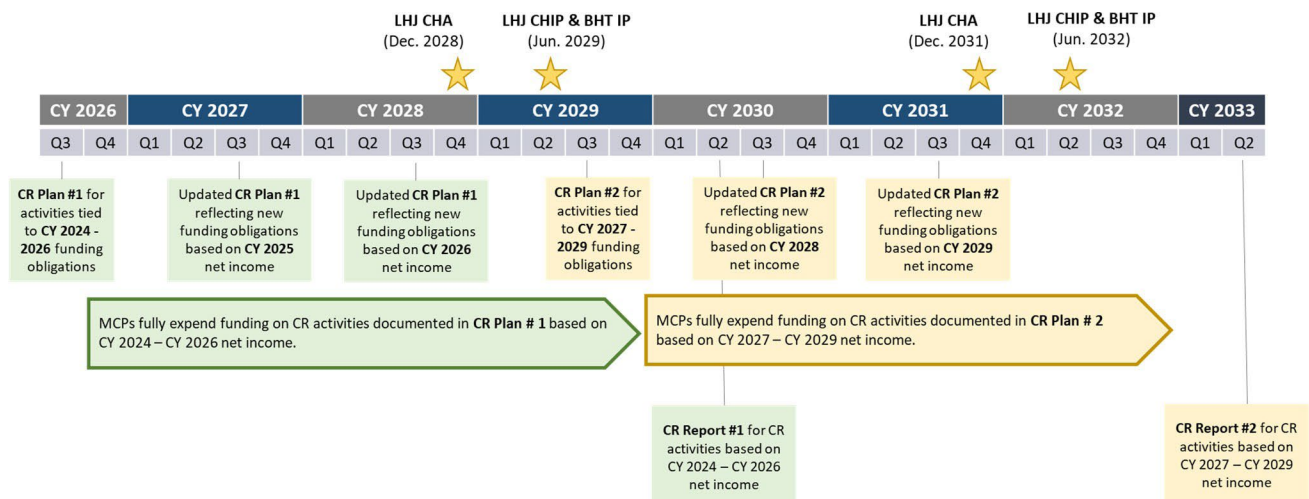 LHJ CHA
(Dec. 2028)
LHJ CHIP & BHT IP
(Jun. 2029)
LHJ CHA
(Dec. 2031)
LHJ CHIP & BHT IP
(Jun. 2032)
CY 2026 CY 2027 CY 2028 CY 2029 CY 2030 CY 2031 CY 2032 CY 2033
Q3 Q4 Q1 Q2 Q3 Q4 Q1 Q2 Q3 Q4 Q1 Q2 Q3 Q4 Q1 Q2 Q3 Q4 Q1 Q2 Q3 Q4 Q1 Q2 Q3 Q4 Q1 Q2
CR Plan #1 for
activities tied
to CY 2024 -
2026 funding
obligations
Updated CR Plan #1
reflecting new
funding obligations
based on CY 2025
net income
Updated CR Plan #1
reflecting new
funding obligations
based on CY 2026
net income
CR Plan #2 for
activities tied
to CY 2027 -
2029 funding
obligations
Updated CR Plan #2
reflecting new
funding obligations
based on CY 2028
net income
Updated CR Plan #2
reflecting new
funding obligations
based on CY 2029
net income
MCPs fully expend funding on CR activities documented in CR Plan # 1 based on
CY 2024 – CY 2026 net income.
MCPs fully expend funding on CR activities documented in CR Plan # 2
based on CY 2027 – CY 2029 net income.
CR Report #1 for CR
activities based on
CY 2024 – CY 2026
net income
CR Report #2 for CR
activities based on
CY 2027 – CY 2029
net income